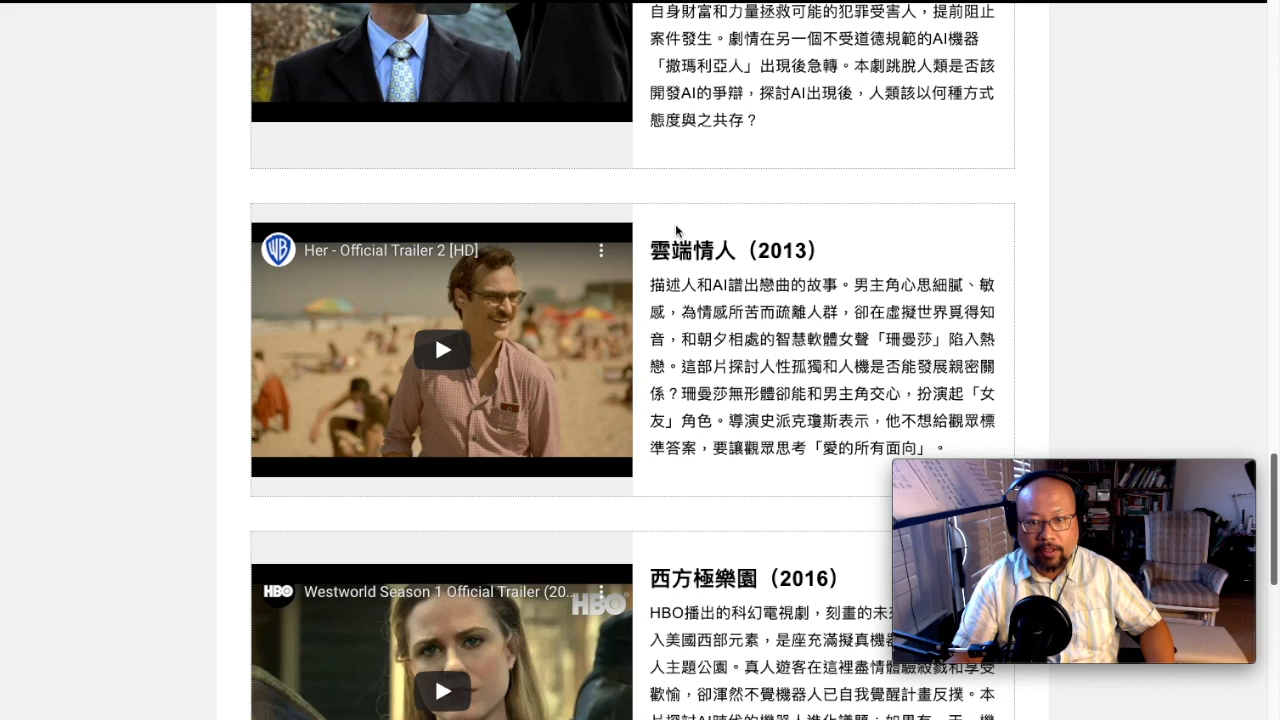 自身財富和力量拯救可能的犯罪受害人，提前阻止
案件發生。劇情在另一個不受道德規範的AI機器
「撒瑪利亞人」出現後急轉。本劇跳脫人類是否該
開發AI的爭辯，探討AI出現後，人類該以何種方式
態度與之共存？
Her - Official Trailer 2 [HD]
雲端情人（2013）
描述人和AI譜出戀曲的故事。男主角心思細膩、敏
感，為情感所苦而疏離人群，卻在虛擬世界覓得知
音，和朝夕相處的智慧軟體女聲「珊曼莎」陷入熱
戀。這部片探討人性孤獨和人機是否能發展親密關
係？珊曼莎無形體卻能和男主角交心，扮演起「女
友」角色。導演史派克瓊斯表示，他不想給觀眾標
準答案，要讓觀眾思考「愛的所有面向」。
HBO
Westworld Season 1 Official Trailer (20...
HBO
西方極樂園（2016）
HBO播出的科幻電視劇，刻畫的未
入美國西部元素，是座充滿擬真機
人主題公園。真人遊客在這裡盡情體驗殺戮和享受
歡愉，卻渾然不覺機器人已自我覺醒計畫反撲。本